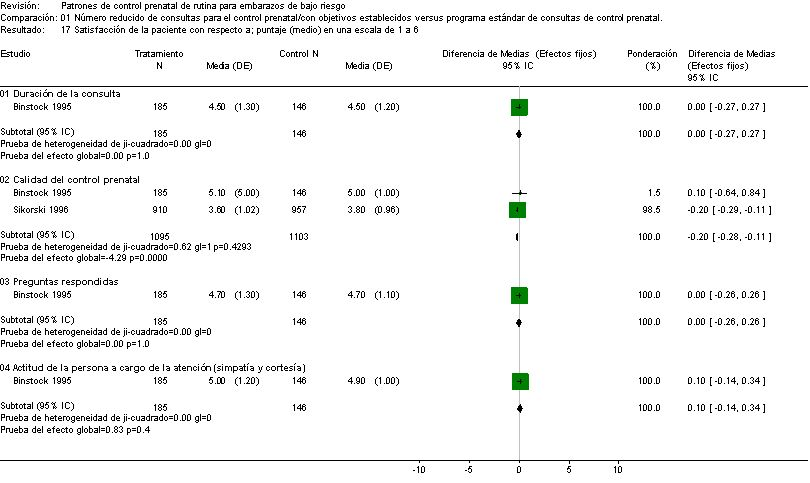 Revisión: Patrones de control prenatal de rutina para embarazos de bajo riesgo
Comparación: 01 Número reducido de consultas para el control prenatal/con objetivos establecidos versus programa estándar de consultas de control prenatal.
Resultado: 17 Satisfacción de la paciente con respecto a; puntaje (medio) en una escala de 1 a 6
Estudio Tratamiento Control N Diferencia de Medias (Efectos fijos) Ponderación Diferencia de Medias
N Media (DE) Media (DE) 95% IC (%) (Efectos fijos)
95% IC
01 Duración de la consulta
Binstock 1995 185 4.50 (1.30) 146 4.50 (1.20) 100.0 0.00 [-0.27, 0.27]
Subtotal (95% IC) 185 146 100.0 0.00 [-0.27, 0.27]
Prueba de heterogeneidad de ji-cuadrado=0.00 gl=0
Prueba del efecto global=0.00 p=1.0
02 Calidad del control prenatal
Binstock 1995 185 5.10 (5.00) 146 5.00 (1.00) 1.5 0.10 [-0.64, 0.84]
Sikorski 1996 910 3.60 (1.02) 957 3.80 (0.96) 98.5 -0.20 [-0.29, -0.11]
Subtotal (95% IC) 1095 1103 100.0 -0.20 [-0.28, -0.11]
Prueba de heterogeneidad de ji-cuadrado=0.62 gl=1 p=0.4293
Prueba del efecto global=-4.29 p=0.0000
03 Preguntas respondidas
Binstock 1995 185 4.70 (1.30) 146 4.70 (1.10) 100.0 0.00 [-0.26, 0.26]
Subtotal (95% IC) 185 146 100.0 0.00 [-0.26, 0.26]
Prueba de heterogeneidad de ji-cuadrado=0.00 gl=0
Prueba del efecto global=0.00 p=1.0
04 Actitud de la persona a cargo de la atención (simpatía y cortesía)
Binstock 1995 185 5.00 (1.20) 146 4.90 (1.00) 100.0 0.10 [-0.14, 0.34]
Subtotal (95% IC) 185 146 100.0 0.10 [-0.14, 0.34]
Prueba de heterogeneidad de ji-cuadrado=0.00 gl=0
Prueba del efecto global=0.83 p=0.4
-10 -5 0 5 10